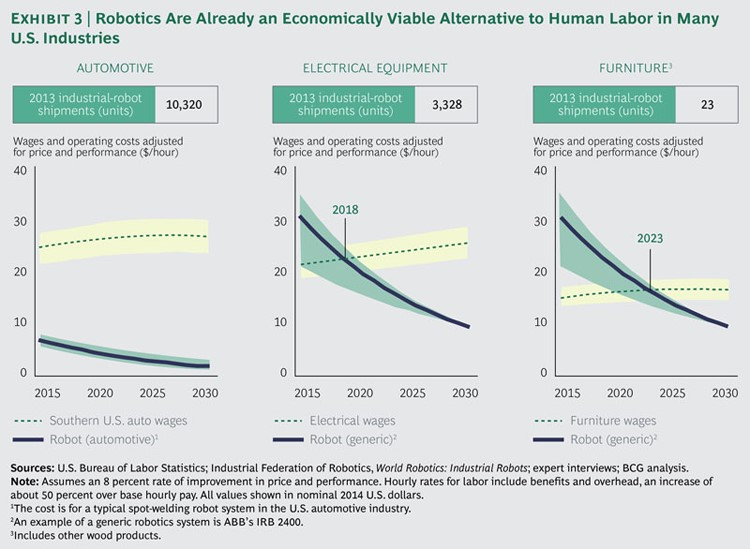 EXHIBIT 3 | Robotics Are Already an Economically Viable Alternative to Human Labor in Many
U.S. Industries
AUTOMOTIVE
2013 industrial-robot
shipments (units)
10,320
Wages and operating costs adjusted
for price and performance ($/hour)
40
30
20
10
0
2015 2020 2025 2030
Southern U.S. auto wages
Robot (automotive)¹
ELECTRICAL EQUIPMENT
2013 industrial-robot
shipments (units)
3,328
Wages and operating costs adjusted
for price and performance ($/hour)
40
30
20
10
0
2018
2015 2020 2025 2030
Electrical wages
Robot (generic)²
FURNITURE³
2013 industrial-robot
shipments (units)
23
Wages and operating costs adjusted
for price and performance ($/hour)
40
30
20
10
0
2023
2015 2020 2025 2030
Furniture wages
Robot (generic)²
Sources: U.S. Bureau of Labor Statistics; Industrial Federation of Robotics, World Robotics: Industrial Robots; expert interviews; BCG analysis.
Note: Assumes an 8 percent rate of improvement in price and performance. Hourly rates for labor include benefits and overhead, an increase of
about 50 percent over base hourly pay. All values shown in nominal 2014 U.S. dollars.
¹The cost is for a typical spot-welding robot system in the U.S. automotive industry.
²An example of a generic robotics system is ABB's IRB 2400.
³Includes other wood products.